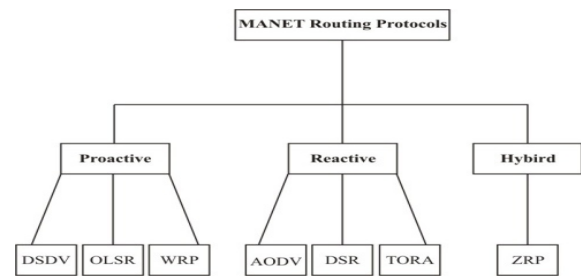 MANET Routing Protocols
Proactive Reactive Hybird
DSDV OLSR WRP AODV DSR TORA ZRP